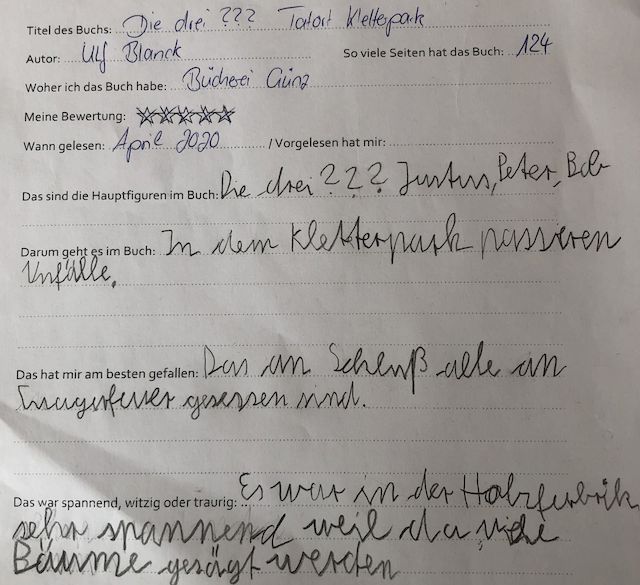 Titel des Buchs: Die drei ??? Tatort Kletterpark
Autor: Ulf Blanck So viele Seiten hat das Buch: 124
Woher ich das Buch habe: Bücherei Günz
Meine Bewertung: ☆☆☆☆☆
Wann gelesen: April 2020 / Vorgelesen hat mir:
Das sind die Hauptfiguren im Buch: Die drei ??? Justus, Peter, Bob
Darum geht es im Buch: In dem Kletterpark passieren
Unfälle.
Das hat mir am besten gefallen: Das an Schluß alle an
Lagerfeuer gesessen sind.
Das war spannend, witzig oder traurig: Es war in der Holzfabrik
sehr spannend weil da viele
Bäume gesägt werden